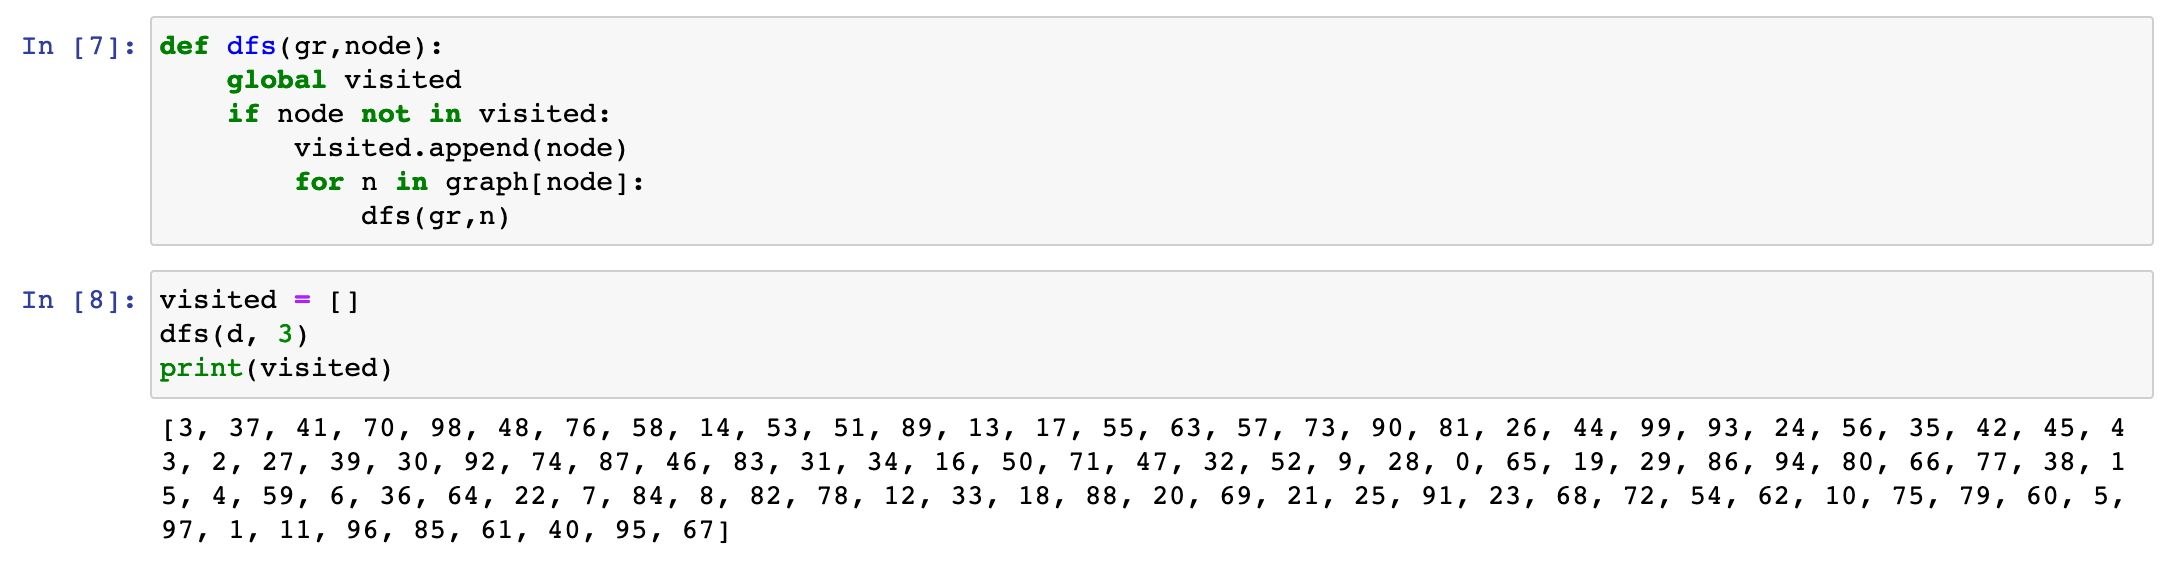 In [7]: def dfs(gr,node):
    global visited
    if node not in visited:
        visited.append(node)
        for n in graph[node]:
            dfs(gr,n)
In [8]: visited = []
dfs(d, 3)
print(visited)
[3, 37, 41, 70, 98, 48, 76, 58, 14, 53, 51, 89, 13, 17, 55, 63, 57, 73, 90, 81, 26, 44, 99, 93, 24, 56, 35, 42, 45, 4
3, 2, 27, 39, 30, 92, 74, 87, 46, 83, 31, 34, 16, 50, 71, 47, 32, 52, 9, 28, 0, 65, 19, 29, 86, 94, 80, 66, 77, 38, 1
5, 4, 59, 6, 36, 64, 22, 7, 84, 8, 82, 78, 12, 33, 18, 88, 20, 69, 21, 25, 91, 23, 68, 72, 54, 62, 10, 75, 79, 60, 5,
97, 1, 11, 96, 85, 61, 40, 95, 67]